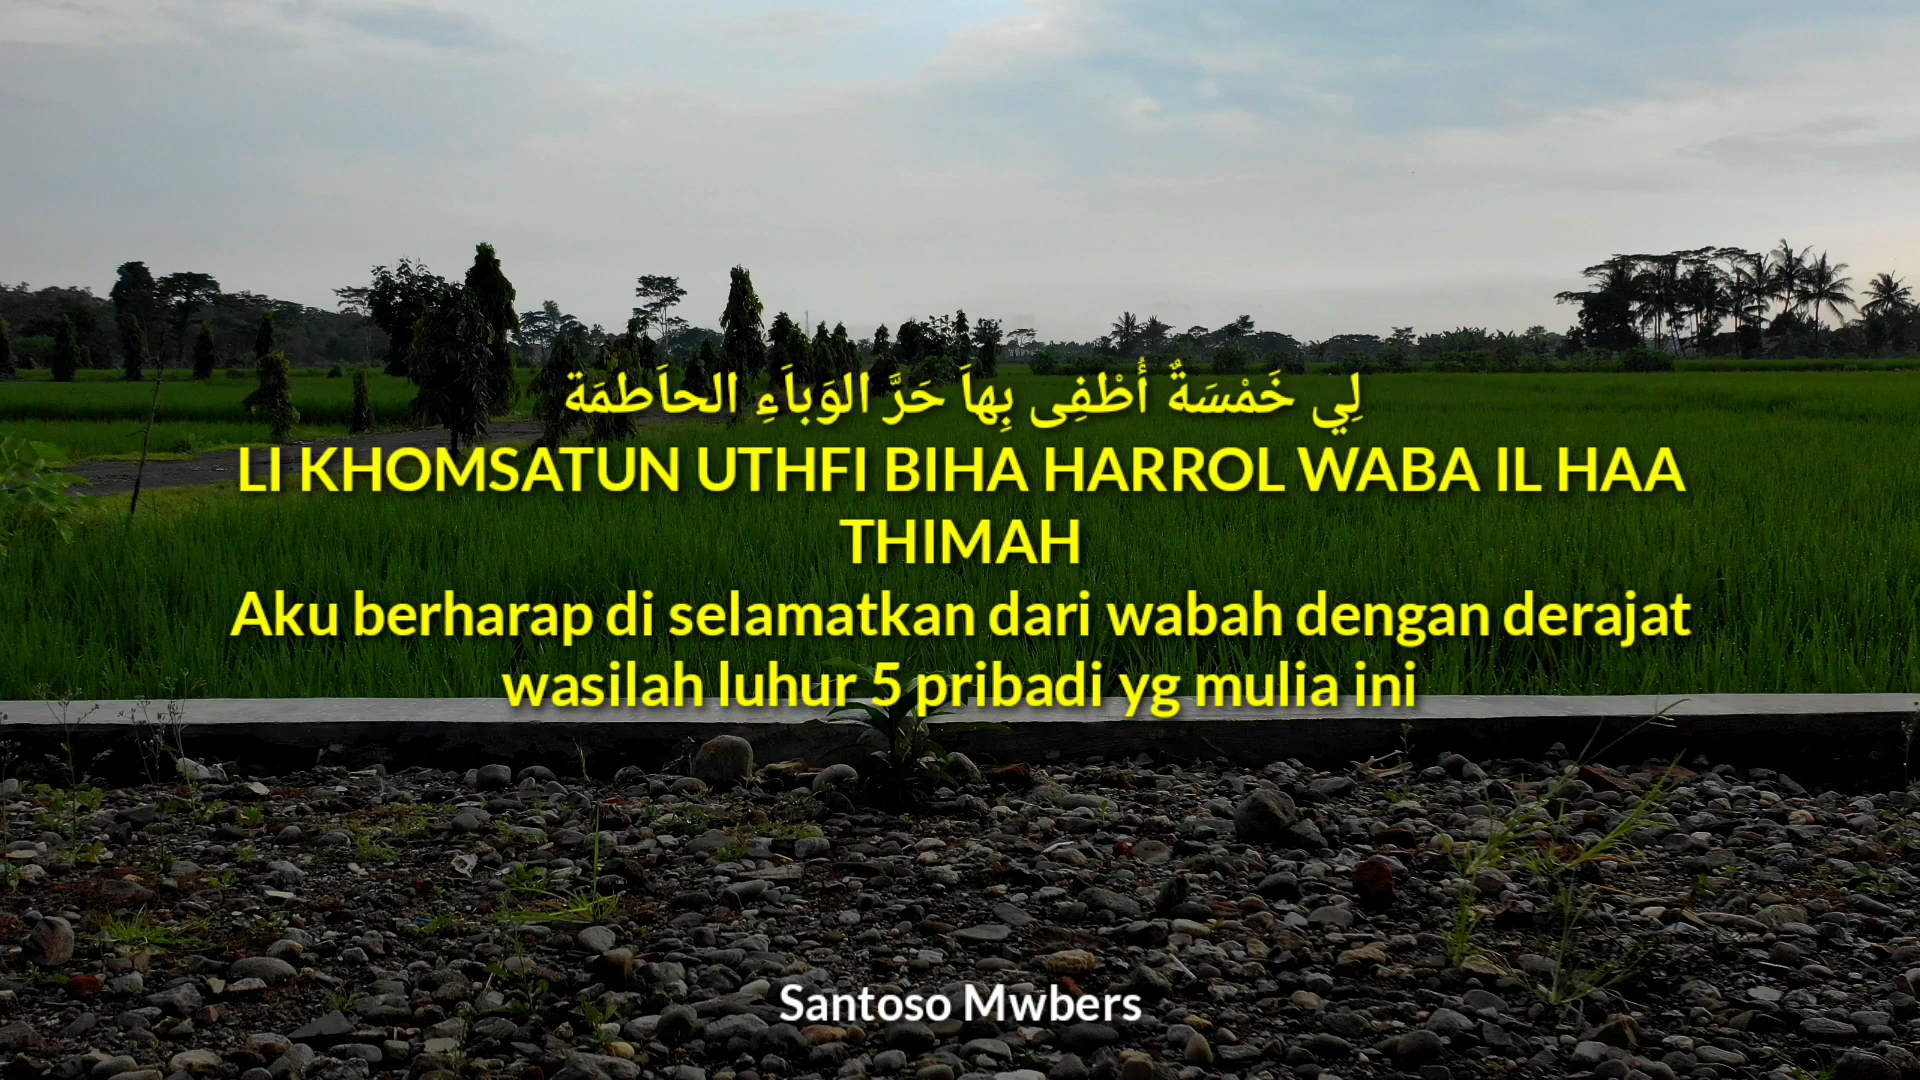 لِي خَمْسَةٌ أُطْفِى بِهاَ حَرَّ الوَباَءِ الحاَطمَة
LI KHOMSATUN UTHFI BIHA HARROL WABA IL HAA
THIMAH
Aku berharap di selamatkan dari wabah dengan derajat
wasilah luhur 5 pribadi yg mulia ini
Santoso Mwbers